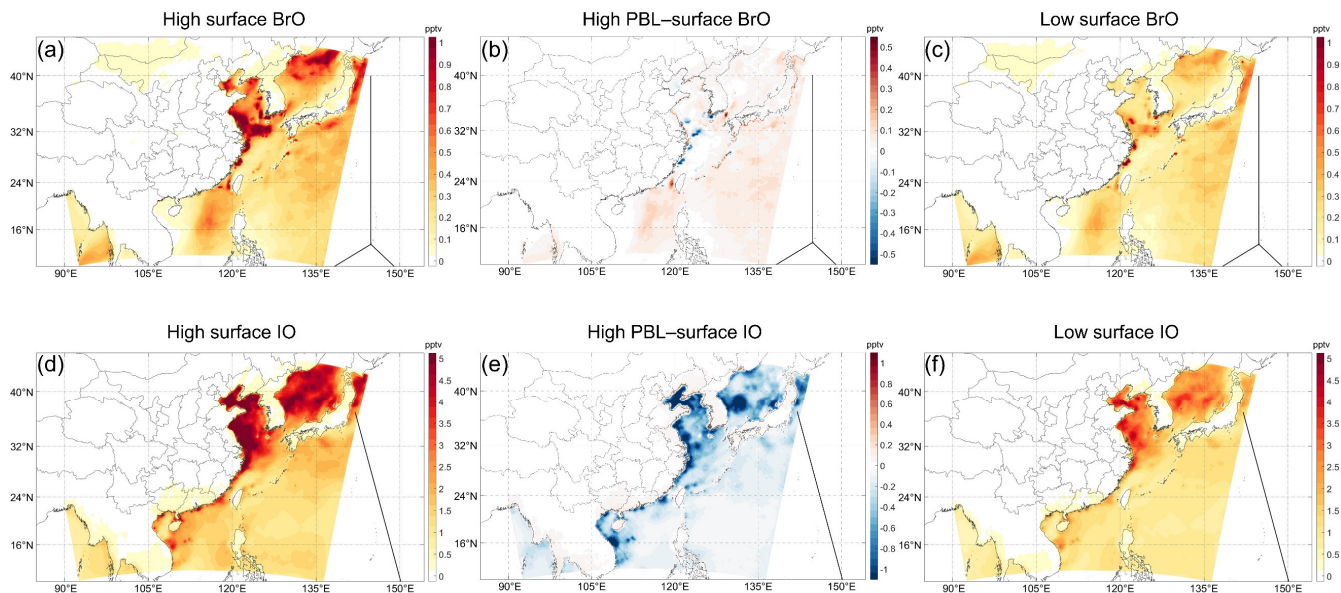 High surface BrO
(a)
pptv
1
0.9
0.8
0.7
0.6
0.5
0.4
0.3
0.2
0.1
0
40°N
32°N
24°N
16°N
90°E 105°E 120°E 135°E 150°E
High PBL–surface BrO
(b)
pptv
0.5
0.4
0.3
0.2
0.1
0
-0.1
-0.2
-0.3
-0.4
-0.5
40°N
32°N
24°N
16°N
90°E 105°E 120°E 135°E 150°E
Low surface BrO
(c)
pptv
1
0.9
0.8
0.7
0.6
0.5
0.4
0.3
0.2
0.1
0
40°N
32°N
24°N
16°N
90°E 105°E 120°E 135°E 150°E
High surface IO
(d)
pptv
5
4.5
4
3.5
3
2.5
2
1.5
1
0.5
0
40°N
32°N
24°N
16°N
90°E 105°E 120°E 135°E 150°E
High PBL–surface IO
(e)
pptv
1
0.8
0.6
0.4
0.2
0
-0.2
-0.4
-0.6
-0.8
-1
40°N
32°N
24°N
16°N
90°E 105°E 120°E 135°E 150°E
Low surface IO
(f)
pptv
5
4.5
4
3.5
3
2.5
2
1.5
1
0.5
0
40°N
32°N
24°N
16°N
90°E 105°E 120°E 135°E 150°E